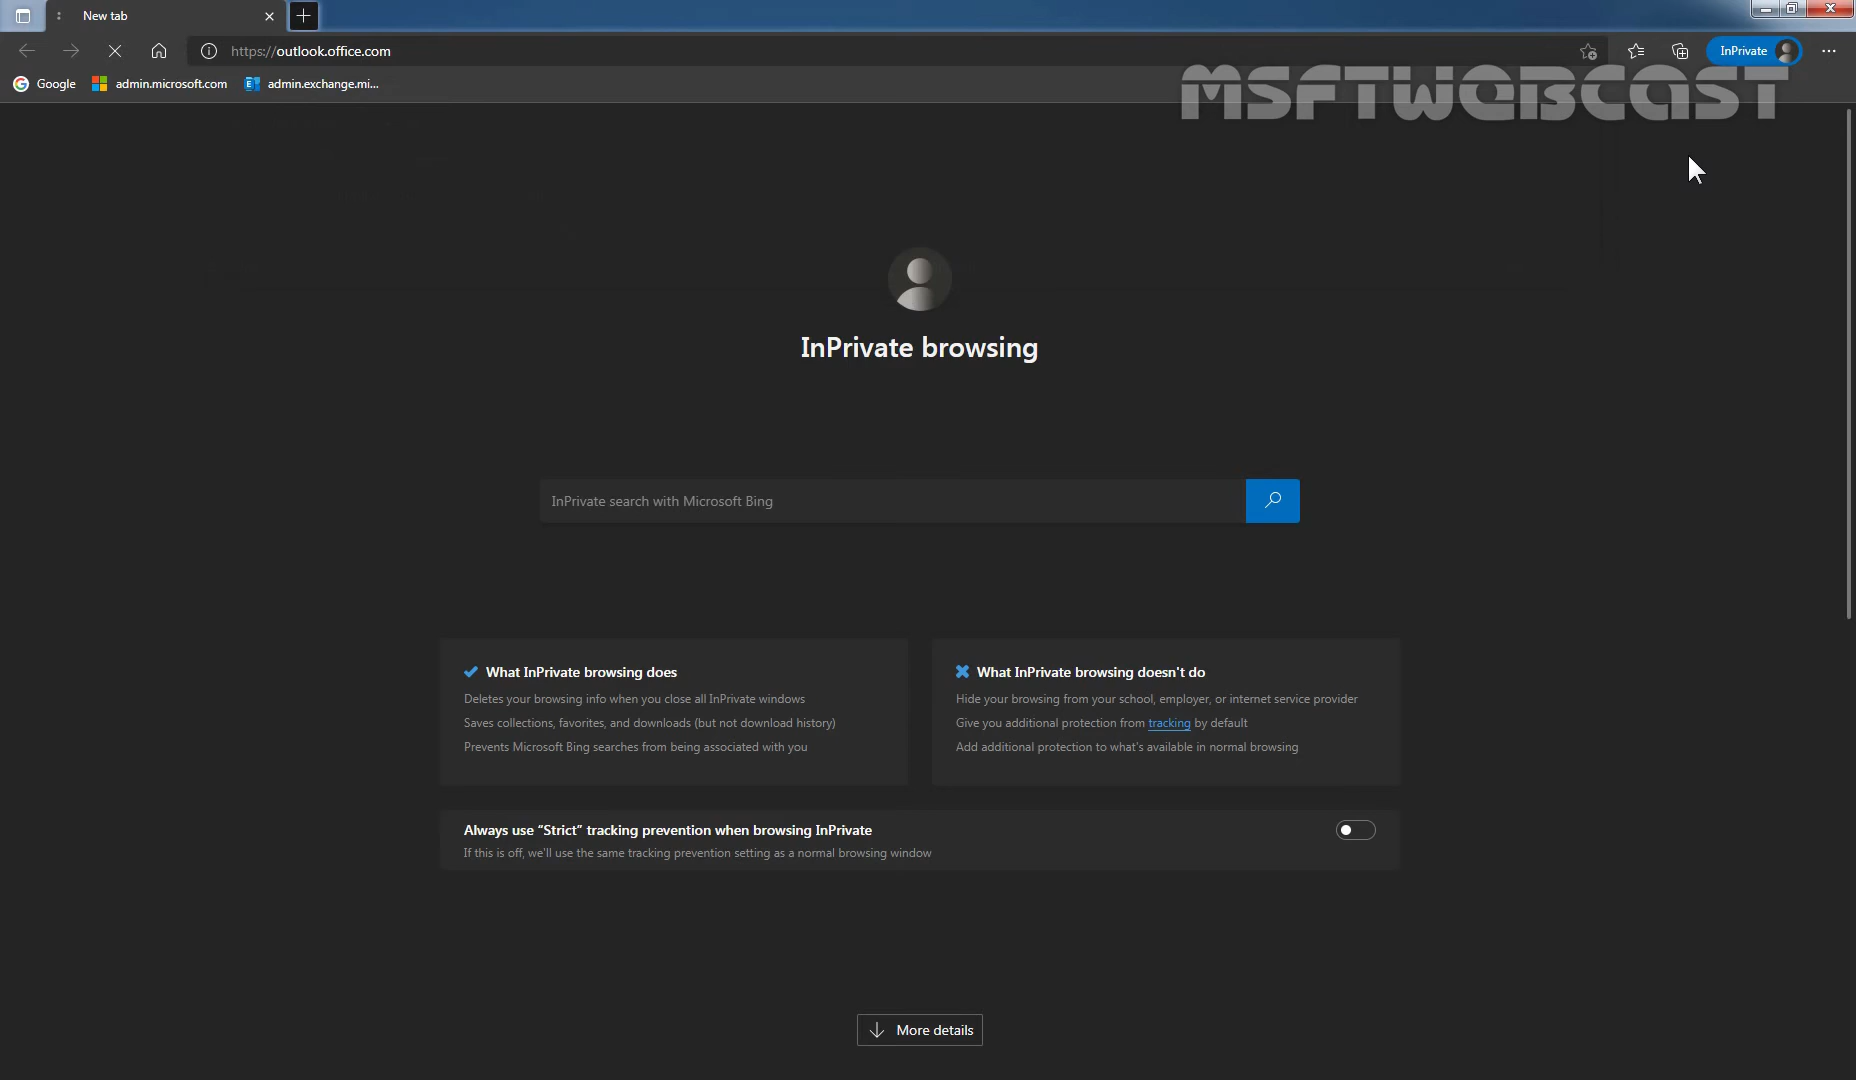 New tab
https://outlook.office.com
InPrivate
Google
admin.microsoft.com
admin.exchange.mi...
MSFTWEBCAST
InPrivate browsing
InPrivate search with Microsoft Bing
What InPrivate browsing does
Deletes your browsing info when you close all InPrivate windows
Saves collections, favorites, and downloads (but not download history)
Prevents Microsoft Bing searches from being associated with you
What InPrivate browsing doesn't do
Hide your browsing from your school, employer, or internet service provider
Give you additional protection from tracking by default
Add additional protection to what's available in normal browsing
Always use “Strict” tracking prevention when browsing InPrivate
If this is off, we'll use the same tracking prevention setting as a normal browsing window
More details